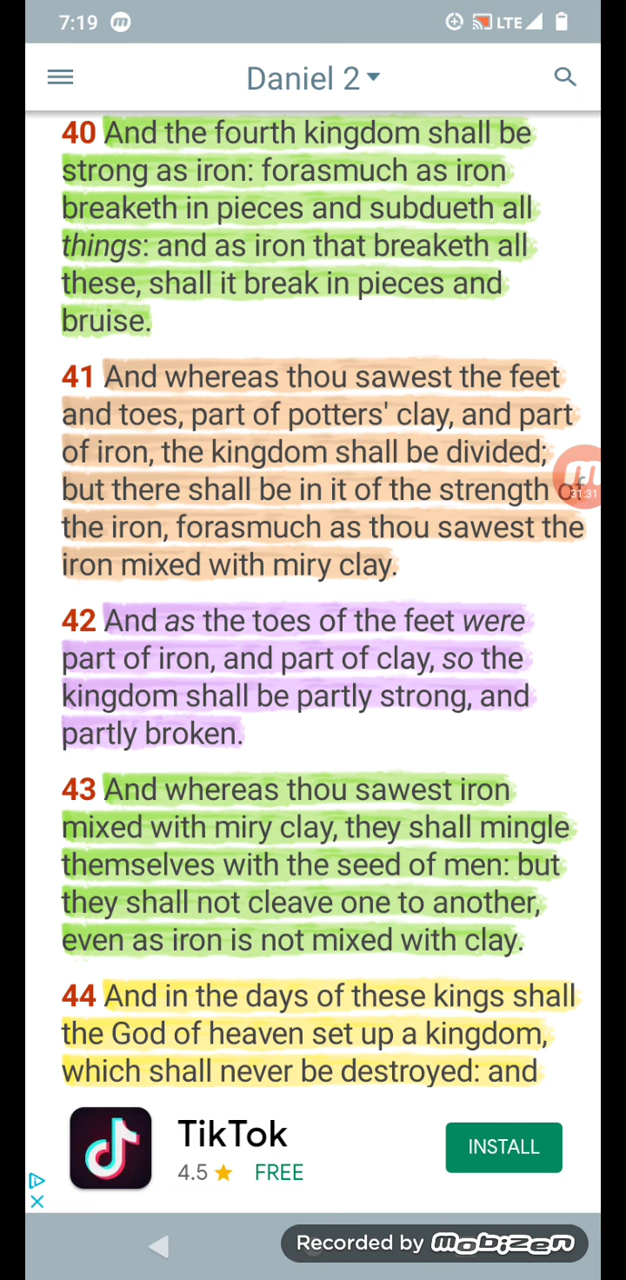 7:19 LTE
Daniel 2
40 And the fourth kingdom shall be
strong as iron: forasmuch as iron
breaketh in pieces and subdueth all
things: and as iron that breaketh all
these, shall it break in pieces and
bruise.
41 And whereas thou sawest the feet
and toes, part of potters' clay, and part
of iron, the kingdom shall be divided;
but there shall be in it of the strength of
31:31
the iron, forasmuch as thou sawest the
iron mixed with miry clay.
42 And as the toes of the feet were
part of iron, and part of clay, so the
kingdom shall be partly strong, and
partly broken.
43 And whereas thou sawest iron
mixed with miry clay, they shall mingle
themselves with the seed of men: but
they shall not cleave one to another,
even as iron is not mixed with clay.
44 And in the days of these kings shall
the God of heaven set up a kingdom,
which shall never be destroyed: and
TikTok
4.5 FREE
INSTALL
Recorded by mobizen